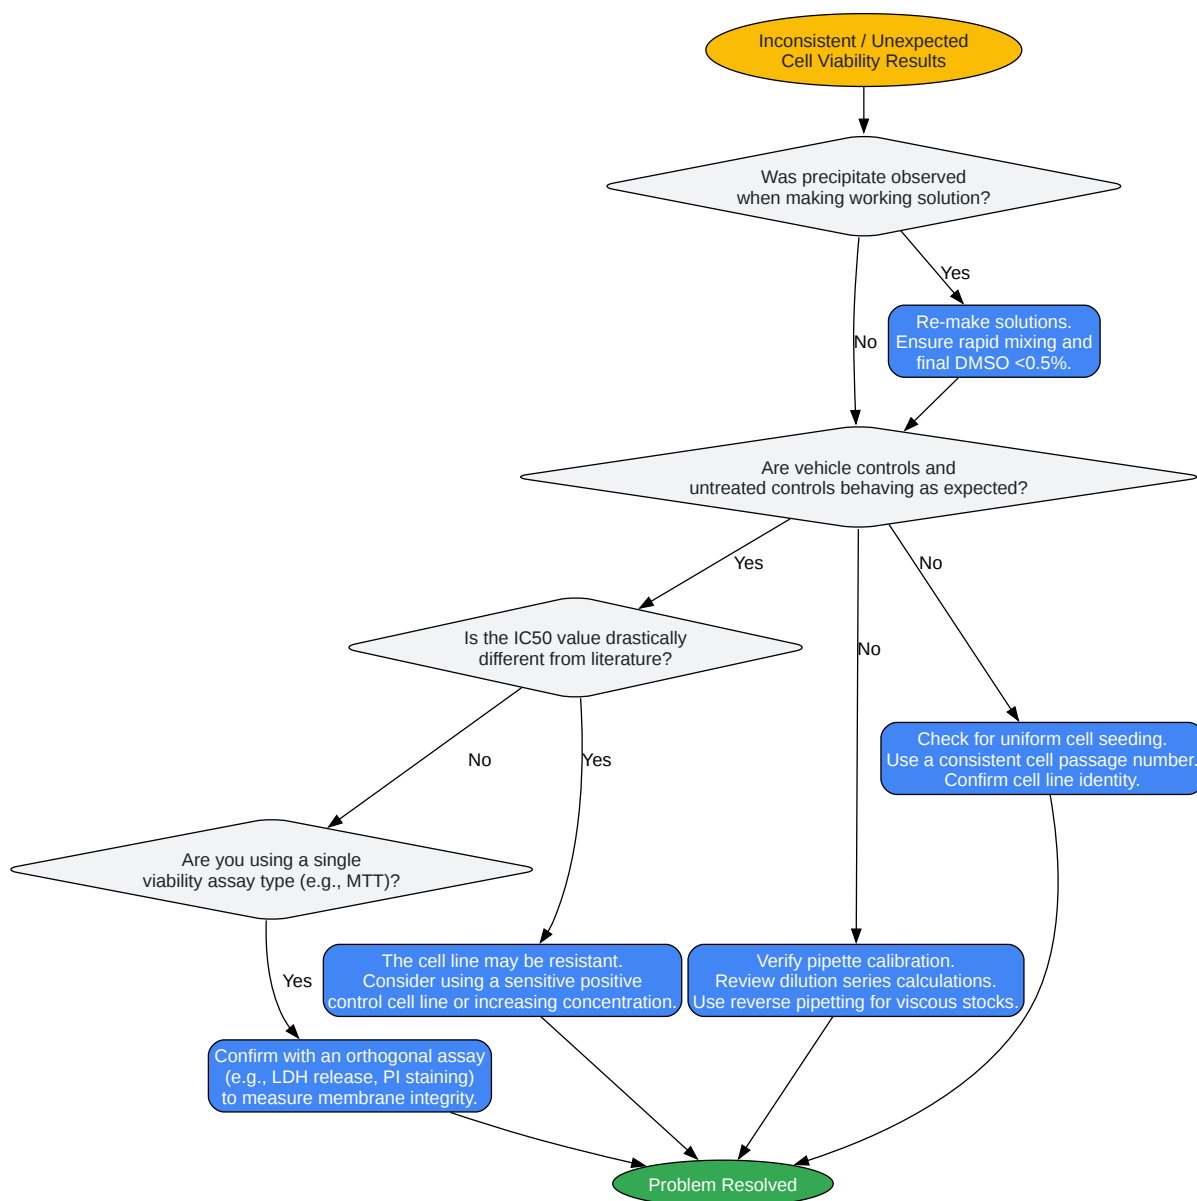 Inconsistent / Unexpected
Cell Viability Results
Was precipitate observed
when making working solution?
Yes
Re-make solutions.
Ensure rapid mixing and
final DMSO <0.5%.
No
Are vehicle controls and
untreated controls behaving as expected?
Yes
No
No
Is the IC50 value drastically
different from literature?
Check for uniform cell seeding.
Use a consistent cell passage number.
Confirm cell line identity.
No
Yes
Are you using a single
viability assay type (e.g., MTT)?
Yes
The cell line may be resistant.
Consider using a sensitive positive
control cell line or increasing concentration.
Verify pipette calibration.
Review dilution series calculations.
Use reverse pipetting for viscous stocks.
Confirm with an orthogonal assay
(e.g., LDH release, PI staining)
to measure membrane integrity.
Problem Resolved